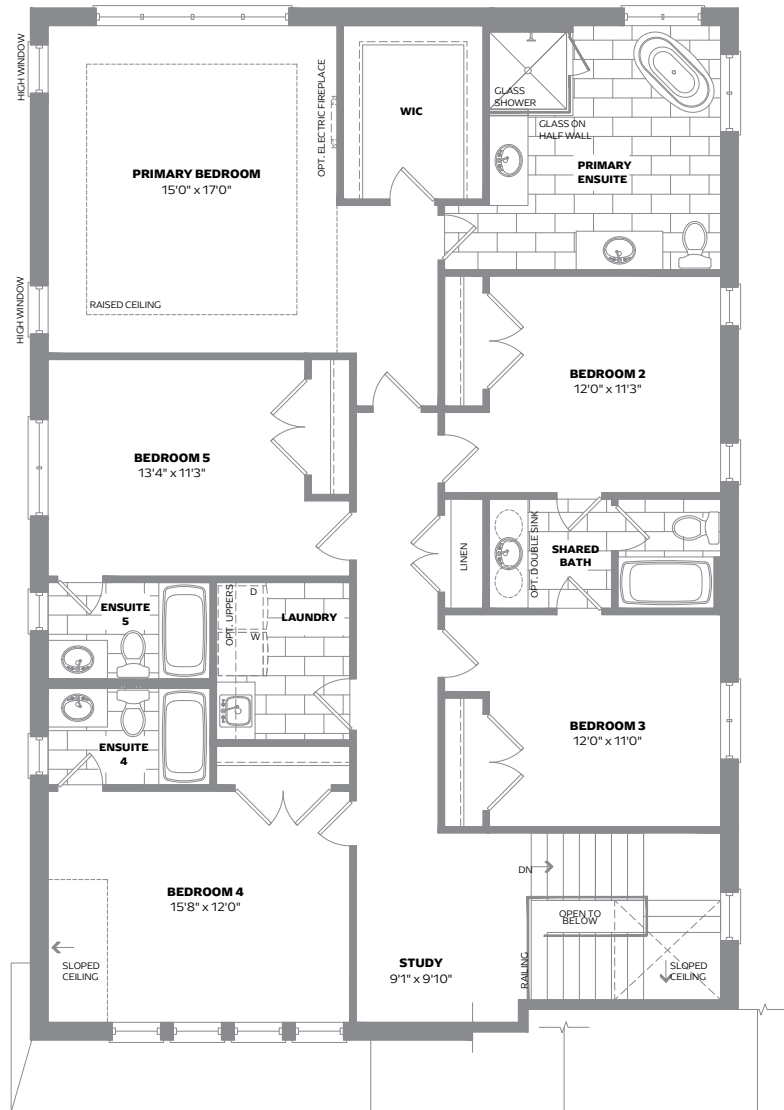 HIGH WINDOW
OPT. ELECTRIC FIREPLACE
WIC
GLASS
SHOWER
GLASS ON
HALF WALL
PRIMARY
ENSUITE
PRIMARY BEDROOM
15'0" x 17'0"
RAISED CEILING
HIGH WINDOW
BEDROOM 2
12'0" x 11'3"
BEDROOM 5
13'4" x 11'3"
LINEN
OPT. DOUBLE SINK
SHARED
BATH
ENSUITE
5
OPT. UPPERS
D
W
LAUNDRY
ENSUITE
4
BEDROOM 3
12'0" x 11'0"
BEDROOM 4
15'8" x 12'0"
SLOPED
CEILING
STUDY
9'1" x 9'10"
DN
OPEN TO
BELOW
RAILING
SLOPED
CEILING